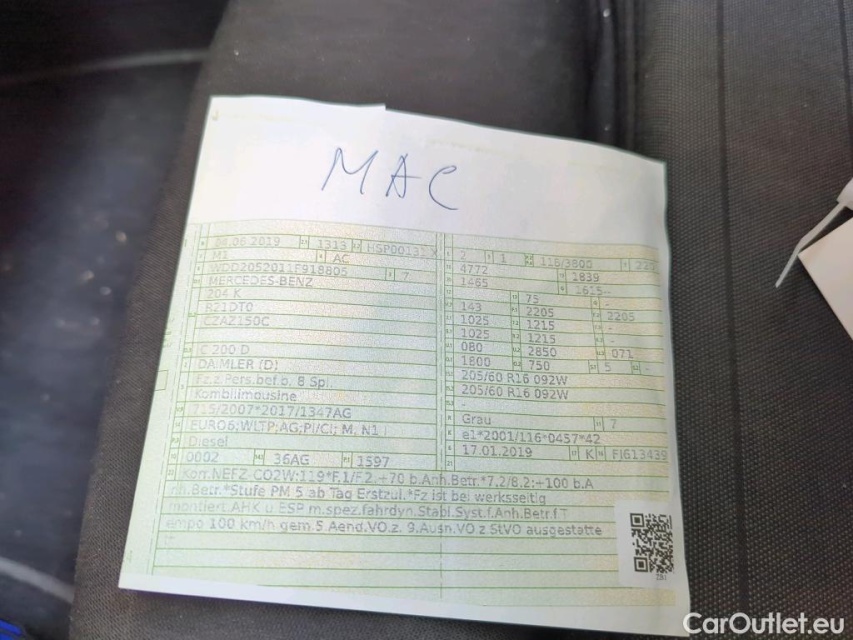 MAC
06.2019 1313
M1 AC
WDD2052011F918805 7
MERCEDES-BENZ
204 K
R21DT0
CZAZ150C
C 200 D
DAIMLER (D)
Fz.z.Pers.bef.b. 8 Spl.
Kombilimousine
715/2007*2017/1347AG
EURO6;WLTP;AG;PI/CI; M, N1 I
Diesel
0002 36AG 1597
2 1 118/3800
4772 1839
1465 1615-
75 -
143 2205 2205
1025 1215 -
1025 1215 -
080 2850 071
1800 750 5 -
205/60 R16 092W
205/60 R16 092W
-
Grau 7
e1*2001/116*0457*42
17.01.2019 K FJ613439
Korr.NEFZ-CO2W:119*F.1/F.2.+70 b.Anh.Betr.*7.2/8.2:+100 b.A
nh.Betr.*Stufe PM 5 ab Tag Erstzul.*Fz ist bei werksseitig
montiert.AHK u.ESP m.spez.fahrdyn.Stabl.Syst.f.Anh.Betr.f.T
empo 100 km/h gem.5.Aend.VO.z. 9.Ausn.VO.z StVO ausgestatte
CarOutlet.eu